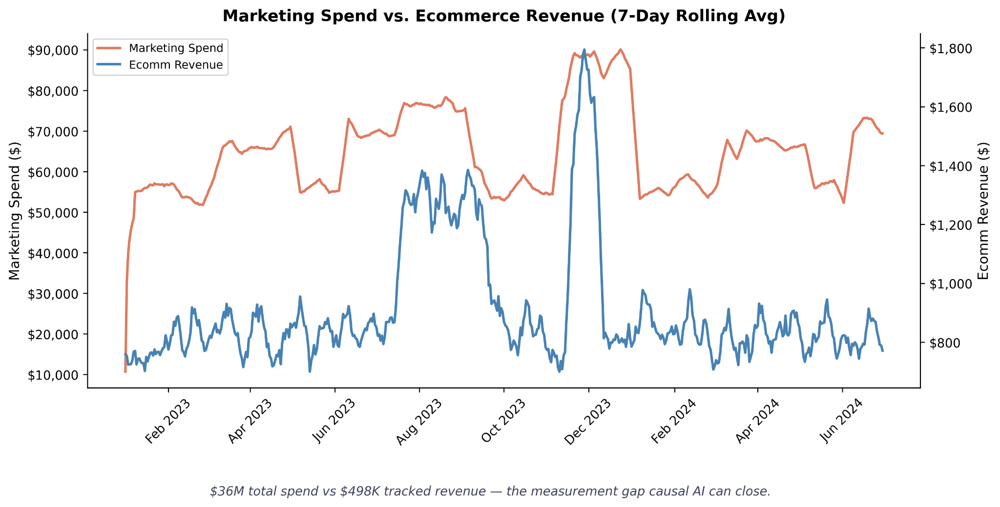 Marketing Spend vs. Ecommerce Revenue (7-Day Rolling Avg)
Marketing Spend
Ecomm Revenue
Marketing Spend ($)
$90,000
$80,000
$70,000
$60,000
$50,000
$40,000
$30,000
$20,000
$10,000
$1,800
$1,600
$1,400
$1,200
$1,000
$800
Ecomm Revenue ($)
Feb 2023
Apr 2023
Jun 2023
Aug 2023
Oct 2023
Dec 2023
Feb 2024
Apr 2024
Jun 2024
$36M total spend vs $498K tracked revenue — the measurement gap causal AI can close.